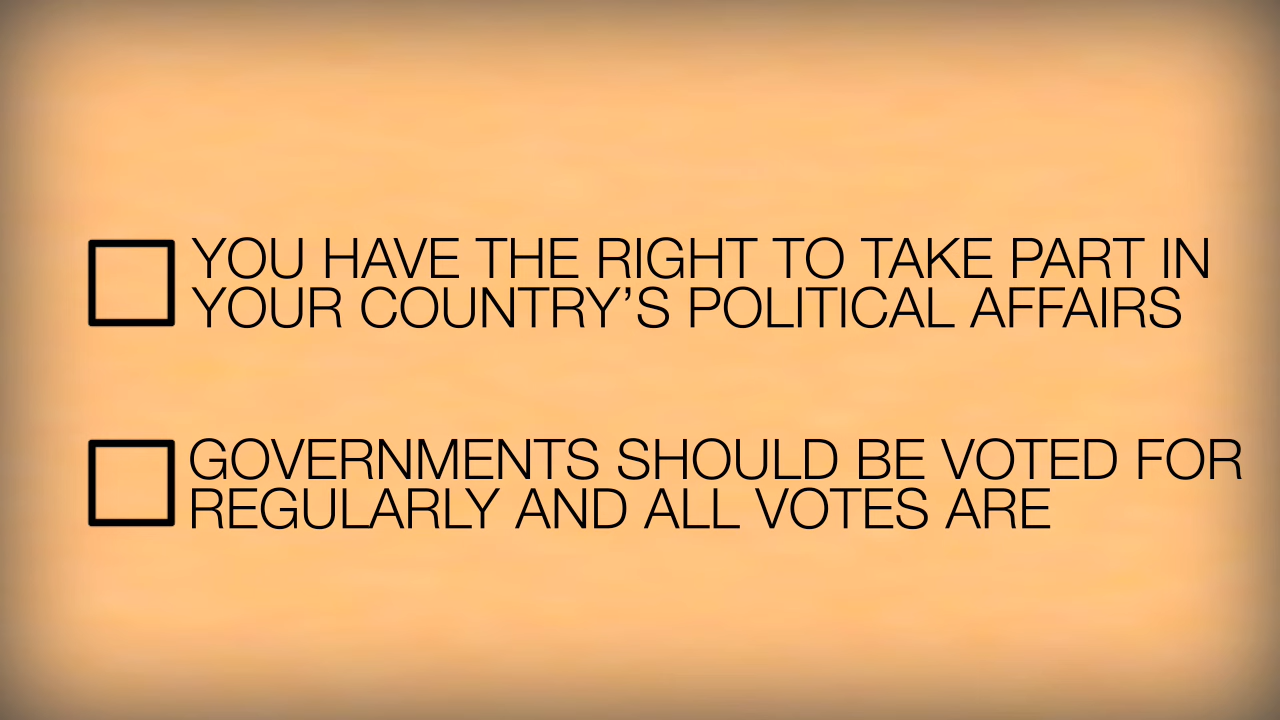 YOU HAVE THE RIGHT TO TAKE PART IN
YOUR COUNTRY’S POLITICAL AFFAIRS
GOVERNMENTS SHOULD BE VOTED FOR
REGULARLY AND ALL VOTES ARE